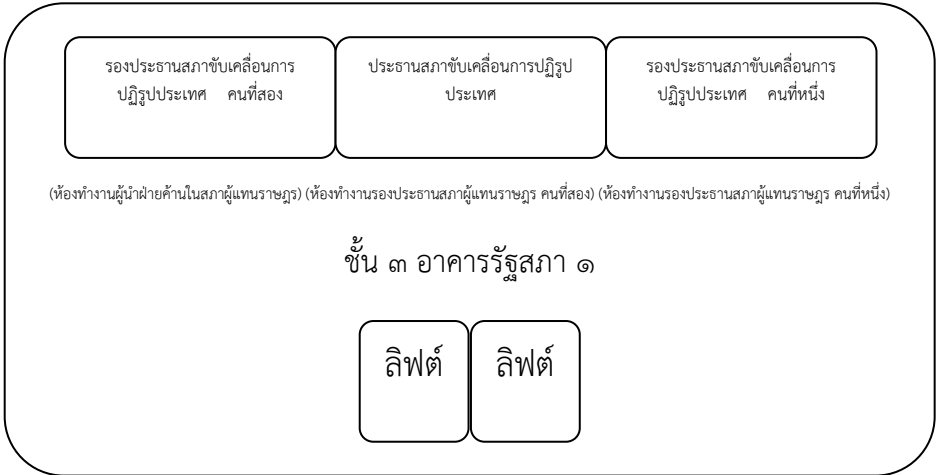 รองประธานสภาขับเคลื่อนการ
ปฏิรูปประเทศ คนที่สอง
ประธานสภาขับเคลื่อนการปฏิรูป
ประเทศ
รองประธานสภาขับเคลื่อนการ
ปฏิรูปประเทศ คนที่หนึ่ง
(ห้องทำงานผู้นำฝ่ายค้านในสภาผู้แทนราษฎร) (ห้องทำงานรองประธานสภาผู้แทนราษฎร คนที่สอง) (ห้องทำงานรองประธานสภาผู้แทนราษฎร คนที่หนึ่ง)
ชั้น ๓ อาคารรัฐสภา ๑
ลิฟต์
ลิฟต์